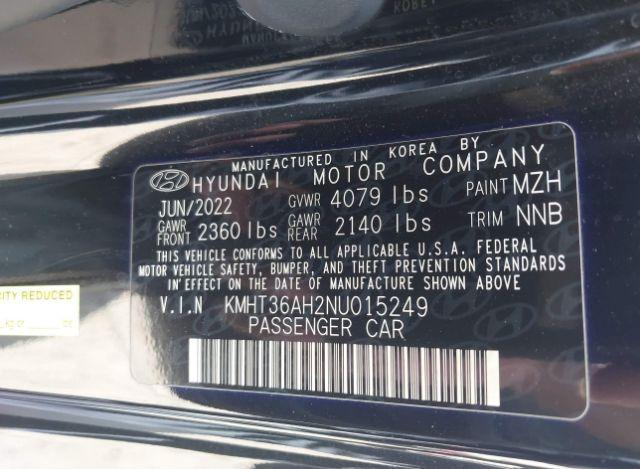 MANUFACTURED IN KOREA BY
HYUNDAI MOTOR COMPANY
JUN/2022 GVWR 4079 lbs PAINT MZH
GAWR FRONT 2360 lbs GAWR REAR 2140 lbs TRIM NNB
THIS VEHICLE CONFORMS TO ALL APPLICABLE U.S.A. FEDERAL
MOTOR VEHICLE SAFETY, BUMPER, AND THEFT PREVENTION STANDARDS
IN EFFECT ON THE DATE OF MANUFACTURE SHOWN ABOVE
V.I.N KMHT36AH2NU015249
PASSENGER CAR
REDUCED
kg or